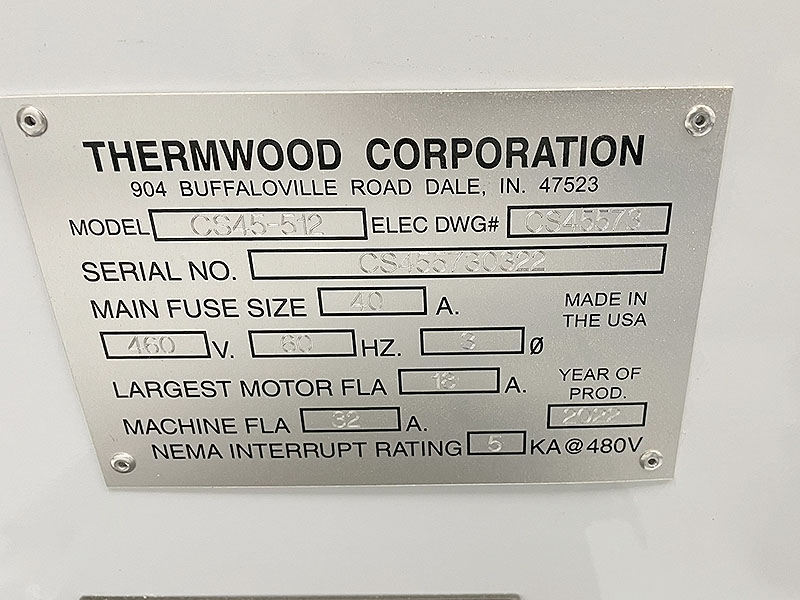 THERMWOOD CORPORATION
904 BUFFALOVILLE ROAD DALE, IN. 47523
MODEL CS45-512 ELEC DWG# CS45573
SERIAL NO. CS455730322
MAIN FUSE SIZE 40 A.
MADE IN
THE USA
460 V. 60 HZ. 3 Ø
LARGEST MOTOR FLA 18 A.
YEAR OF
PROD.
2022
MACHINE FLA 32 A.
NEMA INTERRUPT RATING 5 KA@480V